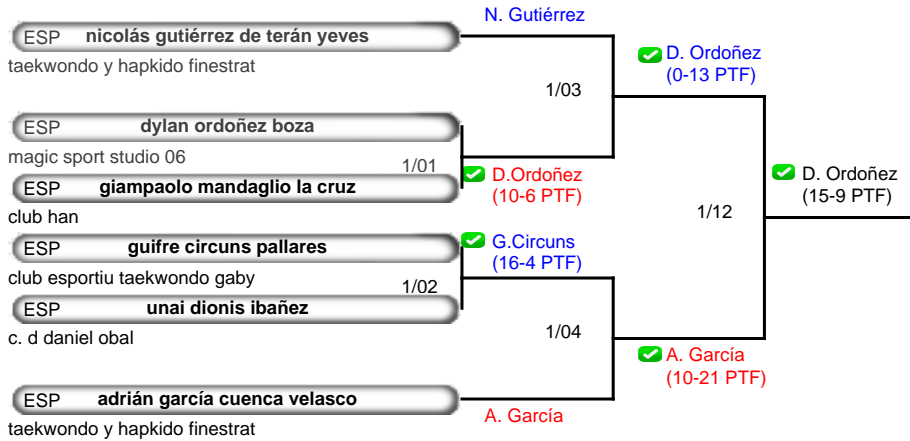 N. Gutiérrez
ESP nicolás gutiérrez de terán yeves
taekwondo y hapkido finestrat
D. Ordoñez
(0-13 PTF)
1/03
ESP dylan ordoñez boza
magic sport studio 06
1/01
D.Ordoñez
(10-6 PTF)
ESP giampaolo mandaglio la cruz
club han
D. Ordoñez
(15-9 PTF)
1/12
ESP guifre circuns pallares
club esportiu taekwondo gaby
G.Circuns
(16-4 PTF)
1/02
ESP unai dionis ibañez
c. d daniel obal
1/04
A. García
(10-21 PTF)
ESP adrián garcía cuenca velasco
taekwondo y hapkido finestrat
A. García